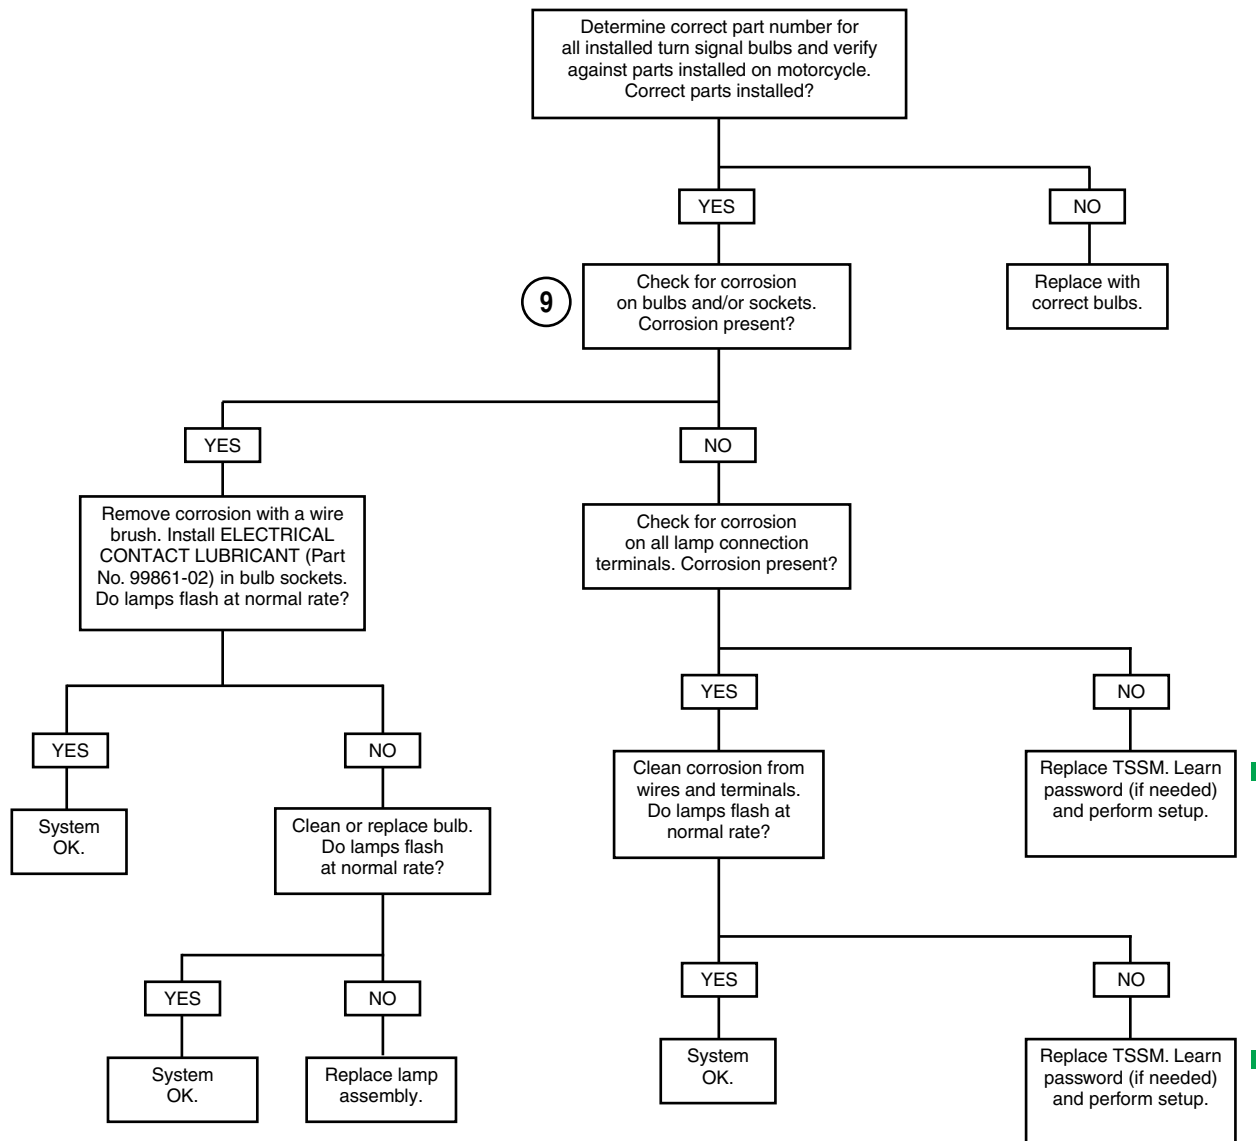 Determine correct part number for
all installed turn signal bulbs and verify
against parts installed on motorcycle.
Correct parts installed?
YES
NO
9
Check for corrosion
on bulbs and/or sockets.
Corrosion present?
Replace with
correct bulbs.
YES
NO
Remove corrosion with a wire
brush. Install ELECTRICAL
CONTACT LUBRICANT (Part
No. 99861-02) in bulb sockets.
Do lamps flash at normal rate?
Check for corrosion
on all lamp connection
terminals. Corrosion present?
YES
NO
YES
NO
System
OK.
Clean or replace bulb.
Do lamps flash
at normal rate?
Clean corrosion from
wires and terminals.
Do lamps flash at
normal rate?
Replace TSSM. Learn
password (if needed)
and perform setup.
YES
NO
YES
NO
System
OK.
Replace lamp
assembly.
System
OK.
Replace TSSM. Learn
password (if needed)
and perform setup.